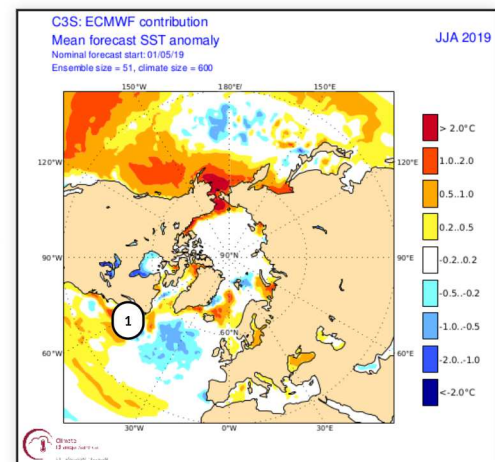 C3S: ECMWF contribution
Mean forecast SST anomaly
JJA 2019
Nominal forecast start: 01/05/19
Ensemble size = 51, climate size = 600
150°W 180°E 150°E
120°W 120°E
90°W 90°N 90°E
60°W 60°N 60°E
30°W 0°W 30°E
1
> 2.0°C
1.0..2.0
0.5..1.0
0.2..0.5
-0.2..0.2
-0.5..-0.2
-1.0..-0.5
-2.0..-1.0
<-2.0°C
Climate